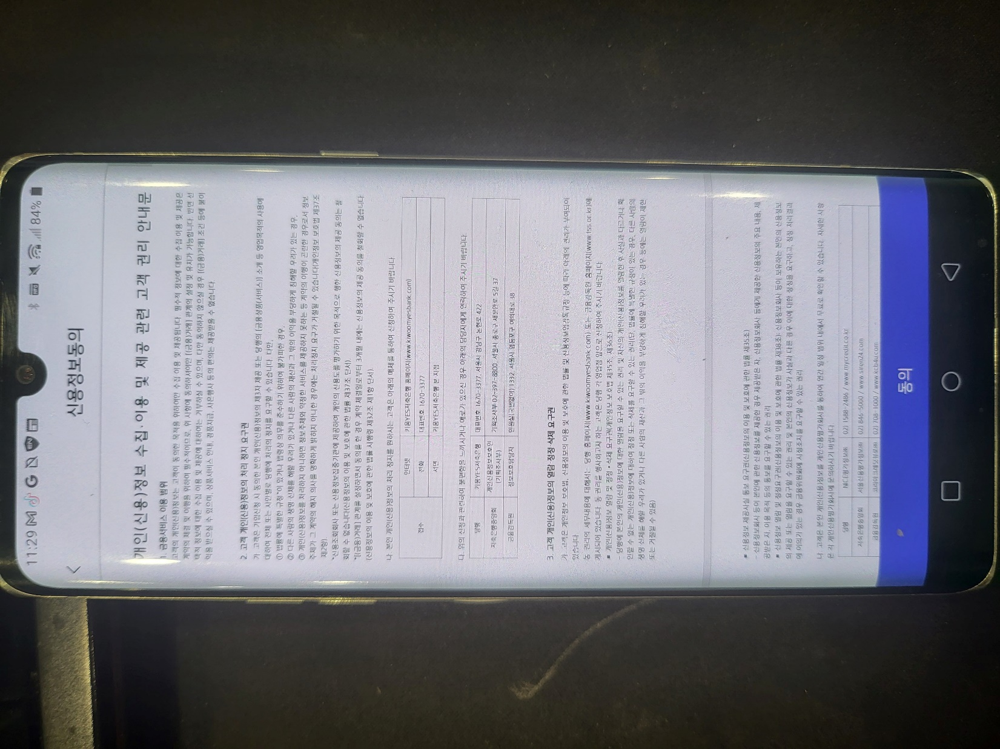 11:29
84%
신용정보동의
개인(신용)정보 수집·이용 및 제공 관련 고객 권리 안내문
1. 금융서비스 이용 범위
고객의 개인(신용)정보는 고객이 동의한 목적을 위하여만 수집·이용 및 제공됩니다. 필수적 정보에 대한 수집·이용 및 제공은
계약의 체결 및 이행을 위하여 필수적이므로, 위 사항에 동의하셔야만 [(금융)거래] 관계의 설정 및 유지가 가능합니다. 반면 선
택적 정보에 대한 수집·이용 및 제공에 대하여는 거부하실 수 있으며, 다만 동의하지 않으실 경우 [(금융)거래] 조건 등에 불이
익을 받으실 수 있으며, 상품서비스 안내, 경품지급, 사은행사 등의 편의는 제공받을 수 없습니다.
2. 고객 개인(신용)정보의 처리 정지 요구권
가. 고객은 가입신청 시 동의한 본인 개인(신용)정보의 제3자 제공 또는 당행의 [금융상품(서비스)] 소개 등 영업목적의 사용에
대하여 전체 또는 사안별로 당행에 처리의 정지를 요구할 수 있습니다. 다만,
① 법률에 특별한 규정*이 있거나 법령상 의무를 준수하기 위하여 불가피한 경우,
② 다른 사람의 생명·신체를 해할 우려가 있거나 다른 사람의 재산과 그 밖의 이익을 부당하게 침해할 우려가 있는 경우,
③ 개인(신용)정보를 처리하지 아니하면 정보주체와 약정한 서비스를 제공하지 못하는 등 계약의 이행이 곤란한 경우로서 정보
주체가 그 계약의 해지 의사를 명확하게 밝히지 아니한 경우에는 처리정지 요구가 거절될 수 있습니다(개인정보 보호법 제37조
제2항)
*신용조회회사 또는 신용정보집중기관에 제공하여 개인의 신용도를 평가하기 위한 목적으로 행한 신용정보의 제공 동의는 철
회할 수 없습니다(신용정보의 이용 및 보호에 관한 법률 제37조 단서).
*[(금융)거래] 관계를 설정하면서 동의를 한 경우 계약 체결일로부터 3개월 내에는 신용정보의 제공 동의를 철회할 수 없습니다
(신용정보의 이용 및 보호에 관한 법률 시행령 제32조 제1항 단서).
나. 본인 개인(신용)정보의 처리 정지를 원하시는 고객은 아래의 매체를 통하여 신청하여 주시기 바랍니다.
접수
인터넷 키움YES저축은행 홈페이지(www.kiwoomyesbank.com)
전화 대표번호 1670-3377
서면 키움YES저축은행 본·지점
다. 위의 신청과 관련하여 불편함을 느끼시거나 애로가 있으신 경우 아래의 담당자에게 연락하여 주시기 바랍니다.
당행 키움YES저축은행 대표번호 1670-3377, 서울시 강남구 논현로 422
저축은행중앙회 개인신용정보보호인 (기획조사부) 기획조사부 02-397-8800, 서울시 종로구 새문안로 5길 37
금융감독원 정보보호담당자 민원실(국번없이)1332, 서울시 영등포구 여의대로 38
3. 고객 개인(신용)정보의 열람·정정·삭제 요구권
가. 고객은 개인정보 보호법, 신용정보의 이용 및 보호에 관한 법률 및 신용정보업감독규정 등에 따라 아래의 권리가 부여되어
있습니다.
동 권리의 세부내용에 대해서는 당행 홈페이지(www.kiwoomyesbank.com) 또는 금융감독원 홈페이지(www.fss.or.kr)에
게시되어 있습니다. 동 권리를 행사하고자 하는 고객은 당행 각 영업점 앞으로 신청하여 주시기 바랍니다.
■ 개인(신용)정보 열람 및 정정·삭제 요구권(개인정보 보호법 제35조, 제36조)
- 당행에 본인의 개인(신용)정보에 대한 열람을 요구할 수 있는 권리 및 자신의 개인(신용)정보를 열람한 후 사실과 다르거나 확
인할 수 없는 개인(신용)정보에 대하여 정정 또는 삭제를 요구할 수 있는 권리(단, 법률에 특별한 규정이 있는 경우, 다른 사람의
생명·신체를 해할 우려가 있거나 다른 사람의 재산과 그 밖의 이익을 부당하게 침해할 우려가 있는 경우 등에는 열람이 제한
또는 거절될 수 있음)
■ 신용정보 제공사실 통보 요구권(신용정보의 이용 및 보호에 관한 법률 제35조)
- 신용정보회사 등이 본인에 관한 신용정보를 제공한 경우 제공받은 자, 신용정보회사 등에게 제공한 신용정보의 주요 내용, 제
공받은 자, 이용 목적 등의 통보를 요구할 수 있는 권리
■ 신용정보 열람 및 정정요구권(신용정보의 이용 및 보호에 관한 법률 제38조)- 신용정보회사 등이 보유하는 본인의 신용정보
의 제공 또는 열람을 요구할 수 있는 권리 및 본인의 신용정보가 사실과 다른 경우 이에 대한 정정을 요구하고, 정정 처리결과
에 이의가 있는 경우 금융위원회에 시정조치를 요구할 수 있는 권리
나. 고객은 본인 개인(신용)정보를 개인신용평가회사를 통하여 연간 일정 범위 내에서 무료로 확인할 수 있습니다. 자세한 사항
은 각 개인신용평가회사에 문의하시기 바랍니다.
당행 NICE평가정보㈜ 02) 1588-2486 / www.mycredit.co.kr
저축은행중앙회 서울신용평가정보㈜ 02) 846-5000 / www.siren24.com
금융감독원 코리아크레딧뷰로㈜ 02) 708-1000 / www.kcb4u.com
동의